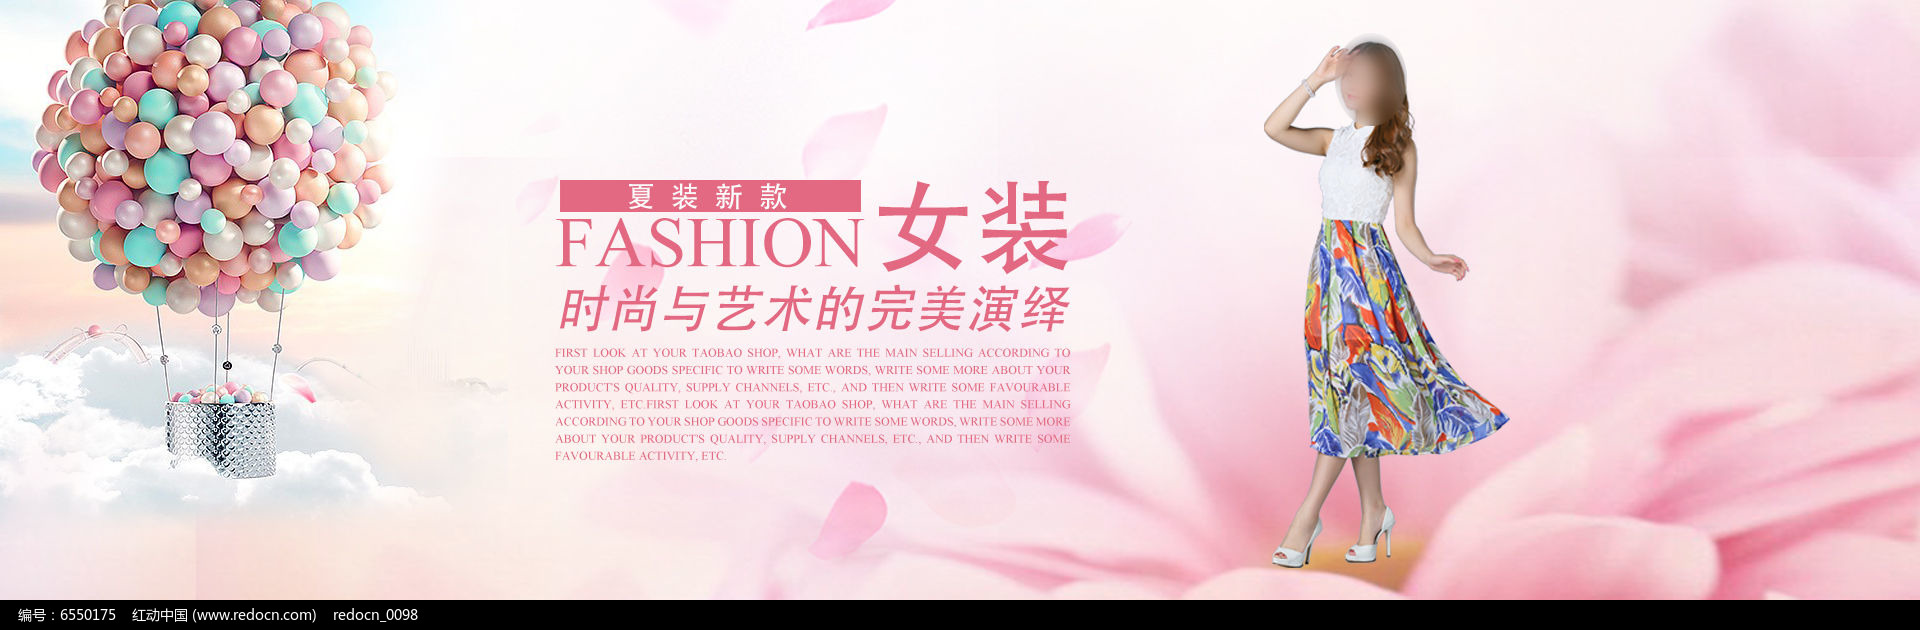 夏装新款
FASHION 女装
时尚与艺术的完美演绎
FIRST LOOK AT YOUR TAOBAO SHOP, WHAT ARE THE MAIN SELLING ACCORDING TO
YOUR SHOP GOODS SPECIFIC TO WRITE SOME WORDS, WRITE SOME MORE ABOUT YOUR
PRODUCT'S QUALITY, SUPPLY CHANNELS, ETC., AND THEN WRITE SOME FAVOURABLE
ACTIVITY, ETC.FIRST LOOK AT YOUR TAOBAO SHOP, WHAT ARE THE MAIN SELLING
ACCORDING TO YOUR SHOP GOODS SPECIFIC TO WRITE SOME WORDS, WRITE SOME MORE
ABOUT YOUR PRODUCT'S QUALITY, SUPPLY CHANNELS, ETC., AND THEN WRITE SOME
FAVOURABLE ACTIVITY, ETC.
编号：6550175 红动中国 (www.redocn.com) redocn_0098